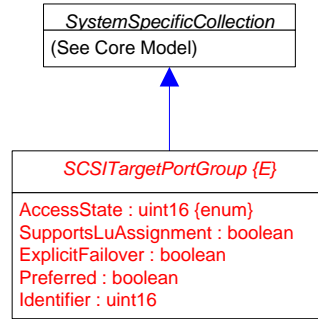 SystemSpecificCollection
(See Core Model)
SCSITargetPortGroup {E}
AccessState : uint16 {enum}
SupportsLuAssignment : boolean
ExplicitFailover : boolean
Preferred : boolean
Identifier : uint16